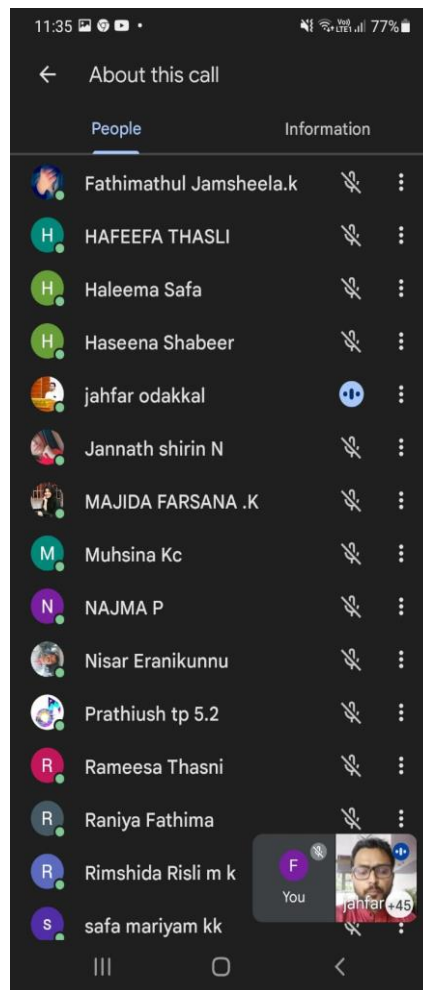 11:35 Vo)) LTE1 77%
About this call
People Information
Fathimathul Jamsheela.k
H HAFEEFA THASLI
H Haleema Safa
H Haseena Shabeer
jahfar odakkal
Jannath shirin N
MAJIDA FARSANA .K
M Muhsina Kc
N NAJMA P
Nisar Eranikunnu
Prathiush tp 5.2
R Rameesa Thasni
R Raniya Fathima
R Rimshida Risli m k
F
You
jahfar +45
s safa mariyam kk